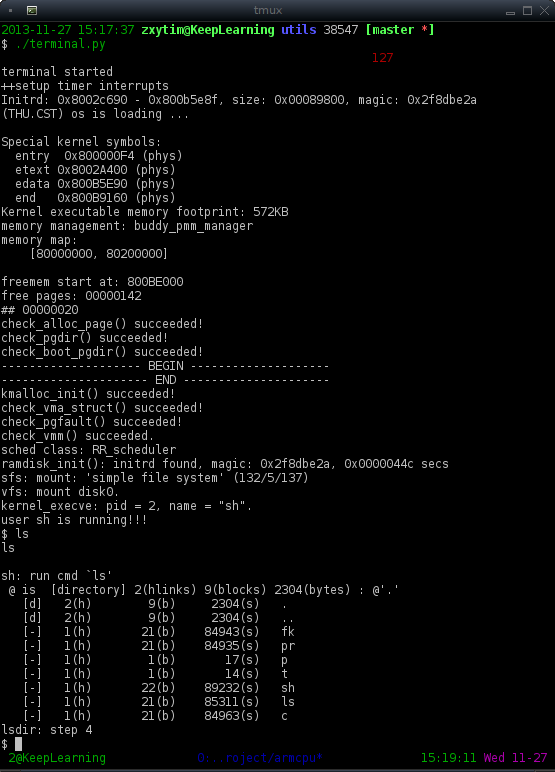 tmux
2013-11-27 15:17:37 zxytim@KeepLearning utils 38547 [master *]
$ ./terminal.py
127
terminal started
++setup timer interrupts
Initrd: 0x8002c690 - 0x800b5e8f, size: 0x00089800, magic: 0x2f8dbe2a
(THU.CST) os is loading ...
Special kernel symbols:
  entry  0x800000F4 (phys)
  etext 0x8002A400 (phys)
  edata 0x800B5E90 (phys)
  end   0x800B9160 (phys)
Kernel executable memory footprint: 572KB
memory management: buddy_pmm_manager
memory map:
    [80000000, 80200000]
freemem start at: 800BE000
free pages: 00000142
## 00000020
check_alloc_page() succeeded!
check_pgdir() succeeded!
check_boot_pgdir() succeeded!
-------------------- BEGIN --------------------
--------------------- END ---------------------
kmalloc_init() succeeded!
check_vma_struct() succeeded!
check_pgfault() succeeded!
check_vmm() succeeded.
sched class: RR_scheduler
ramdisk_init(): initrd found, magic: 0x2f8dbe2a, 0x0000044c secs
sfs: mount: 'simple file system' (132/5/137)
vfs: mount disk0.
kernel_execve: pid = 2, name = "sh".
user sh is running!!!
$ ls
ls
sh: run cmd `ls'
 @ is  [directory] 2(hlinks) 9(blocks) 2304(bytes) : @'.'
   [d]   2(h)        9(b)     2304(s)   .
   [d]   2(h)        9(b)     2304(s)   ..
   [-]   1(h)       21(b)    84943(s)   fk
   [-]   1(h)       21(b)    84935(s)   pr
   [-]   1(h)        1(b)       17(s)   p
   [-]   1(h)        1(b)       14(s)   t
   [-]   1(h)       22(b)    89232(s)   sh
   [-]   1(h)       21(b)    85311(s)   ls
   [-]   1(h)       21(b)    84963(s)   c
lsdir: step 4
$
2@KeepLearning 0:..roject/armcpu* 15:19:11 Wed 11-27